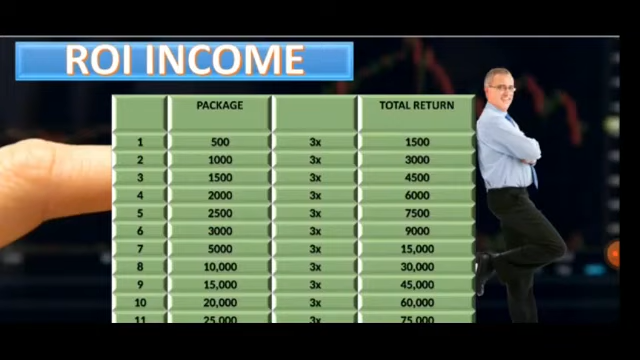 ROI INCOME
PACKAGE TOTAL RETURN
1 500 3x 1500
2 1000 3x 3000
3 1500 3x 4500
4 2000 3x 6000
5 2500 3x 7500
6 3000 3x 9000
7 5000 3x 15,000
8 10,000 3x 30,000
9 15,000 3x 45,000
10 20,000 3x 60,000
11 25,000 3x 75,000